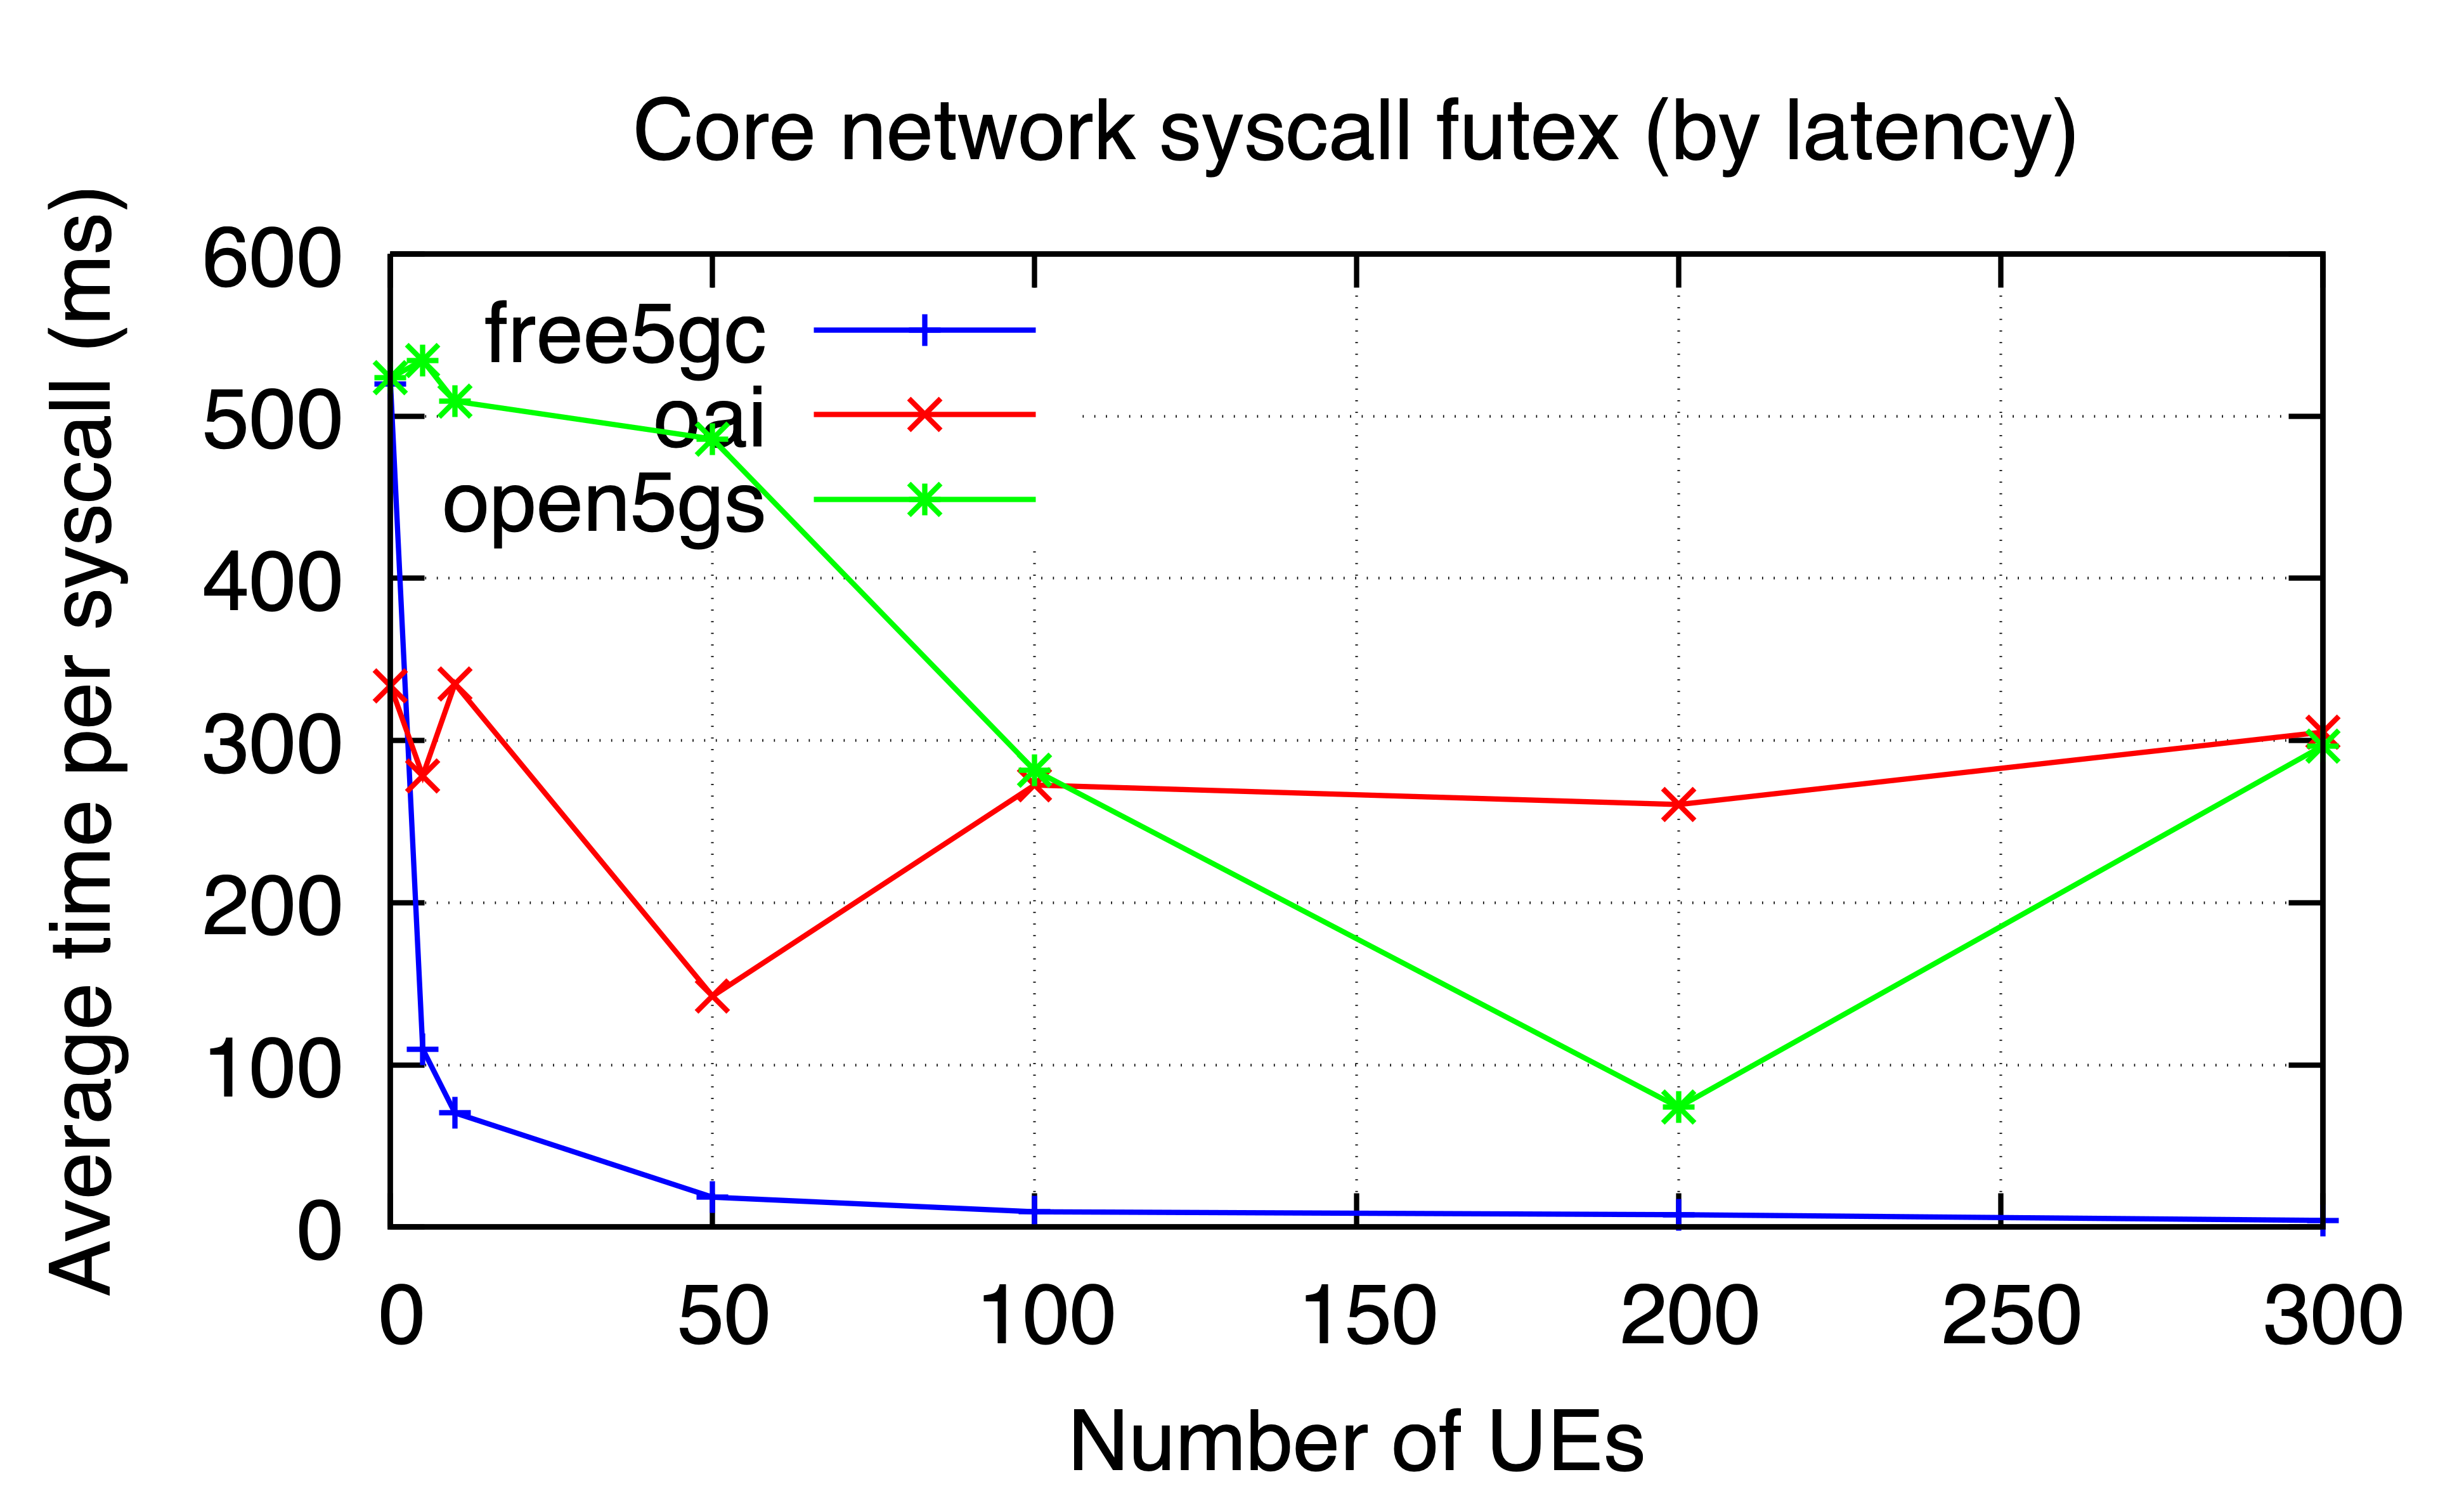 Core network syscall futex (by latency)
Average time per syscall (ms)
600
500
400
300
200
100
0
free5gc
oai
open5gs
0 50 100 150 200 250 300
Number of UEs